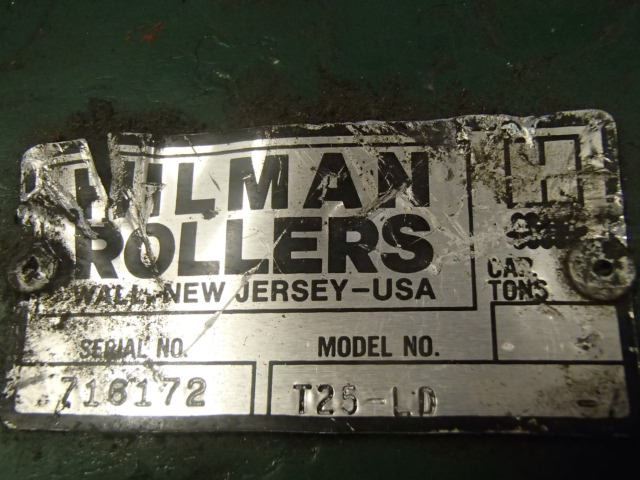 HILMAN
ROLLERS
WALL, NEW JERSEY-USA
H
CAP.
TONS
SERIAL NO.
MODEL NO.
716172
T25-LD